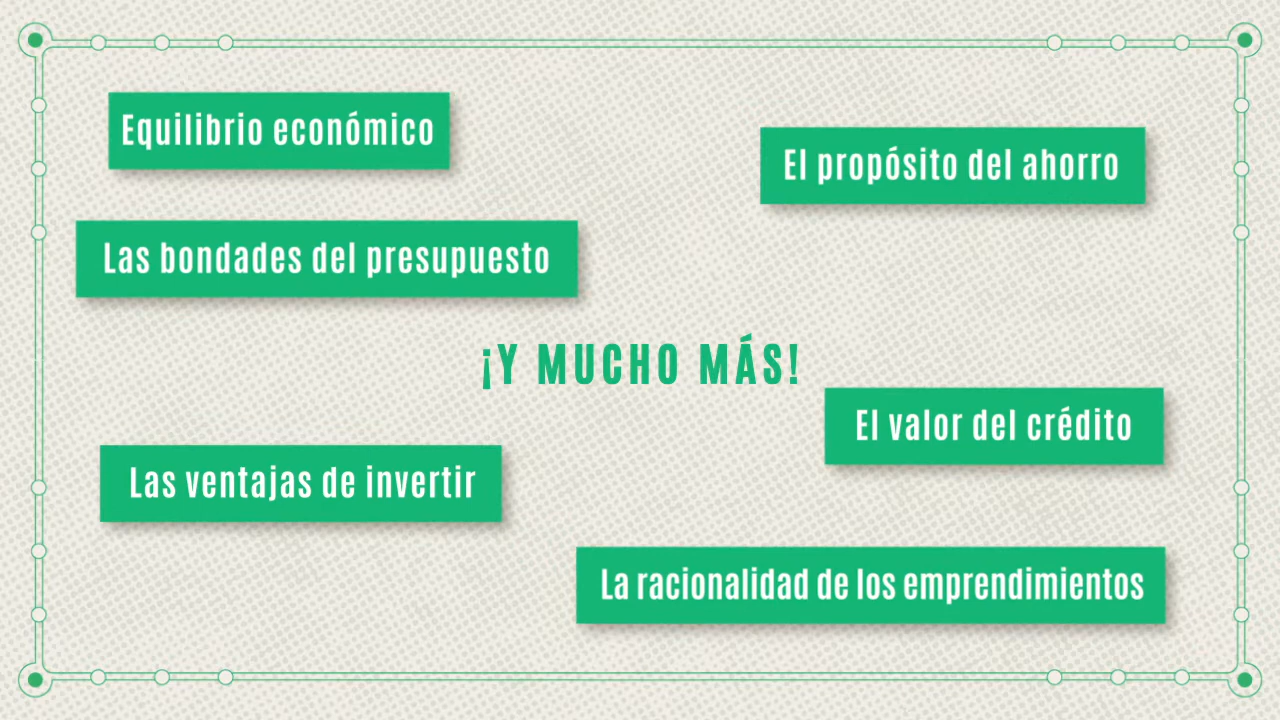 Equilibrio económico
El propósito del ahorro
Las bondades del presupuesto
¡Y MUCHO MÁS!
El valor del crédito
Las ventajas de invertir
La racionalidad de los emprendimientos